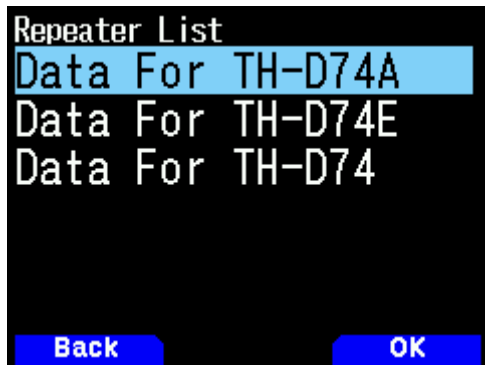 Repeater List
Data For TH-D74A
Data For TH-D74E
Data For TH-D74
Back
OK